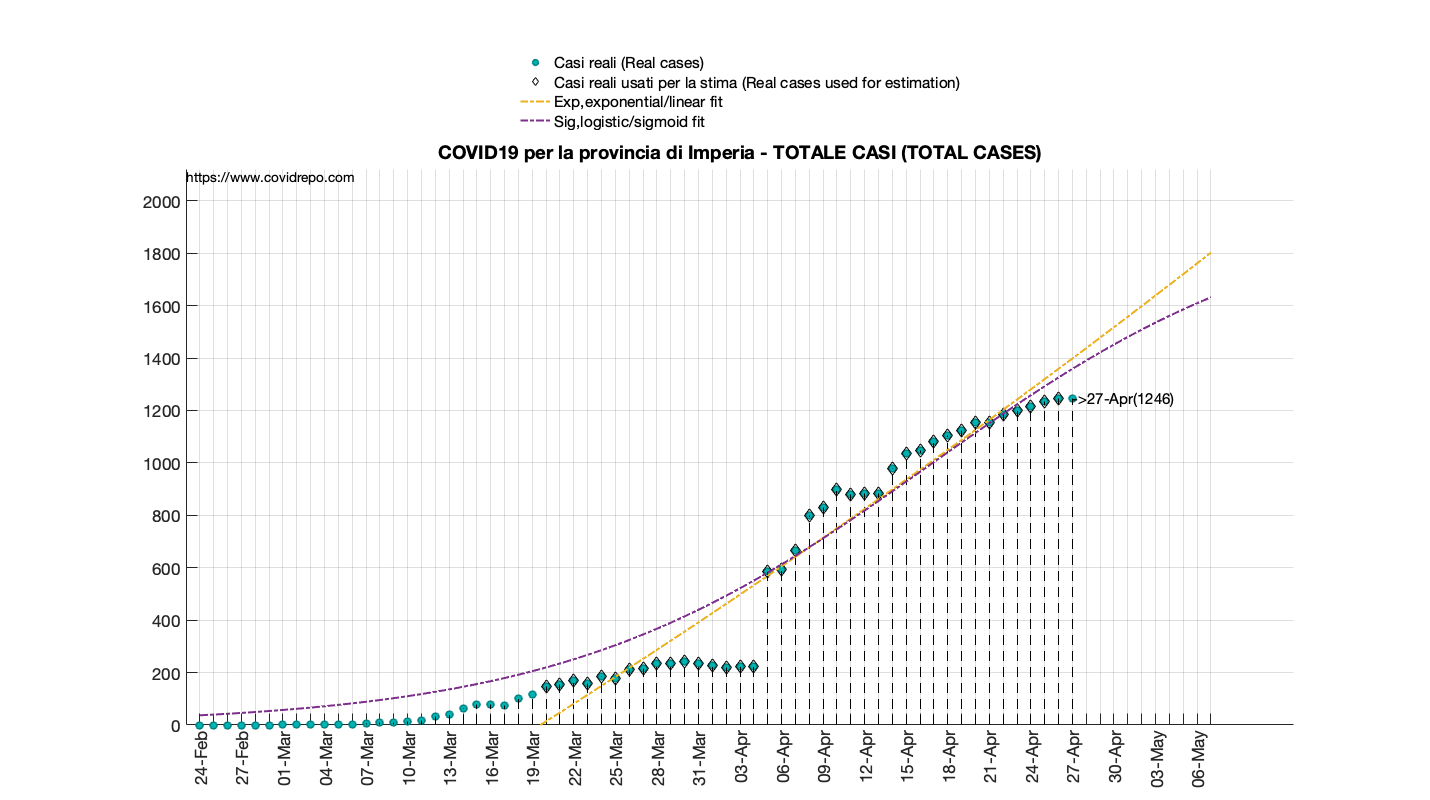 Casi reali (Real cases)
Casi reali usati per la stima (Real cases used for estimation)
Exp,exponential/linear fit
Sig,logistic/sigmoid fit
COVID19 per la provincia di Imperia - TOTALE CASI (TOTAL CASES)
https://www.covidrepo.com
2000
1800
1600
1400
1200
1000
800
600
400
200
0
>27-Apr(1246)
24-Feb
27-Feb
01-Mar
04-Mar
07-Mar
10-Mar
13-Mar
16-Mar
19-Mar
22-Mar
25-Mar
28-Mar
31-Mar
03-Apr
06-Apr
09-Apr
12-Apr
15-Apr
18-Apr
21-Apr
24-Apr
27-Apr
30-Apr
03-May
06-May